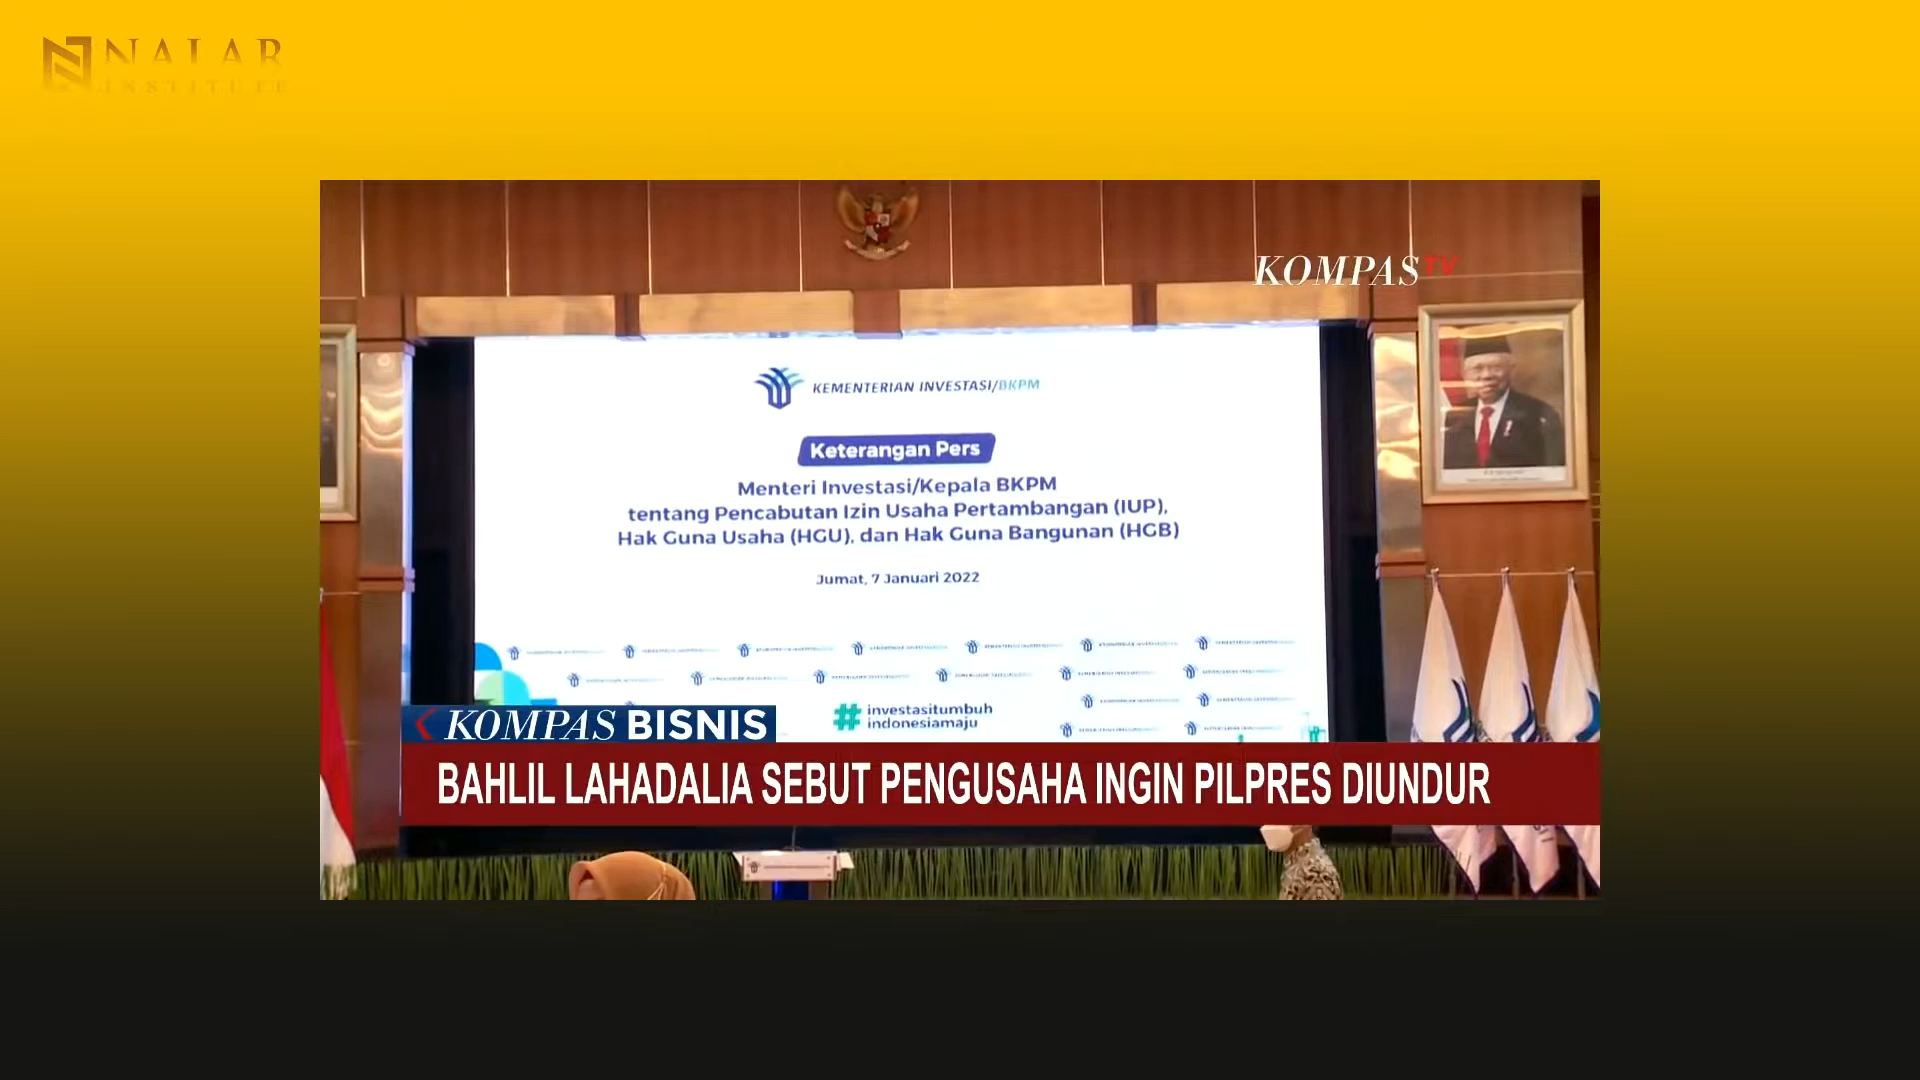 NALAR
INSTITUTE
KOMPAS TV
KEMENTERIAN INVESTASI/BKPM
Keterangan Pers
Menteri Investasi/Kepala BKPM
tentang Pencabutan Izin Usaha Pertambangan (IUP),
Hak Guna Usaha (HGU), dan Hak Guna Bangunan (HGB)
Jumat, 7 Januari 2022
#investasitumbuh
indonesiamaju
KOMPAS BISNIS
BAHLIL LAHADALIA SEBUT PENGUSAHA INGIN PILPRES DIUNDUR